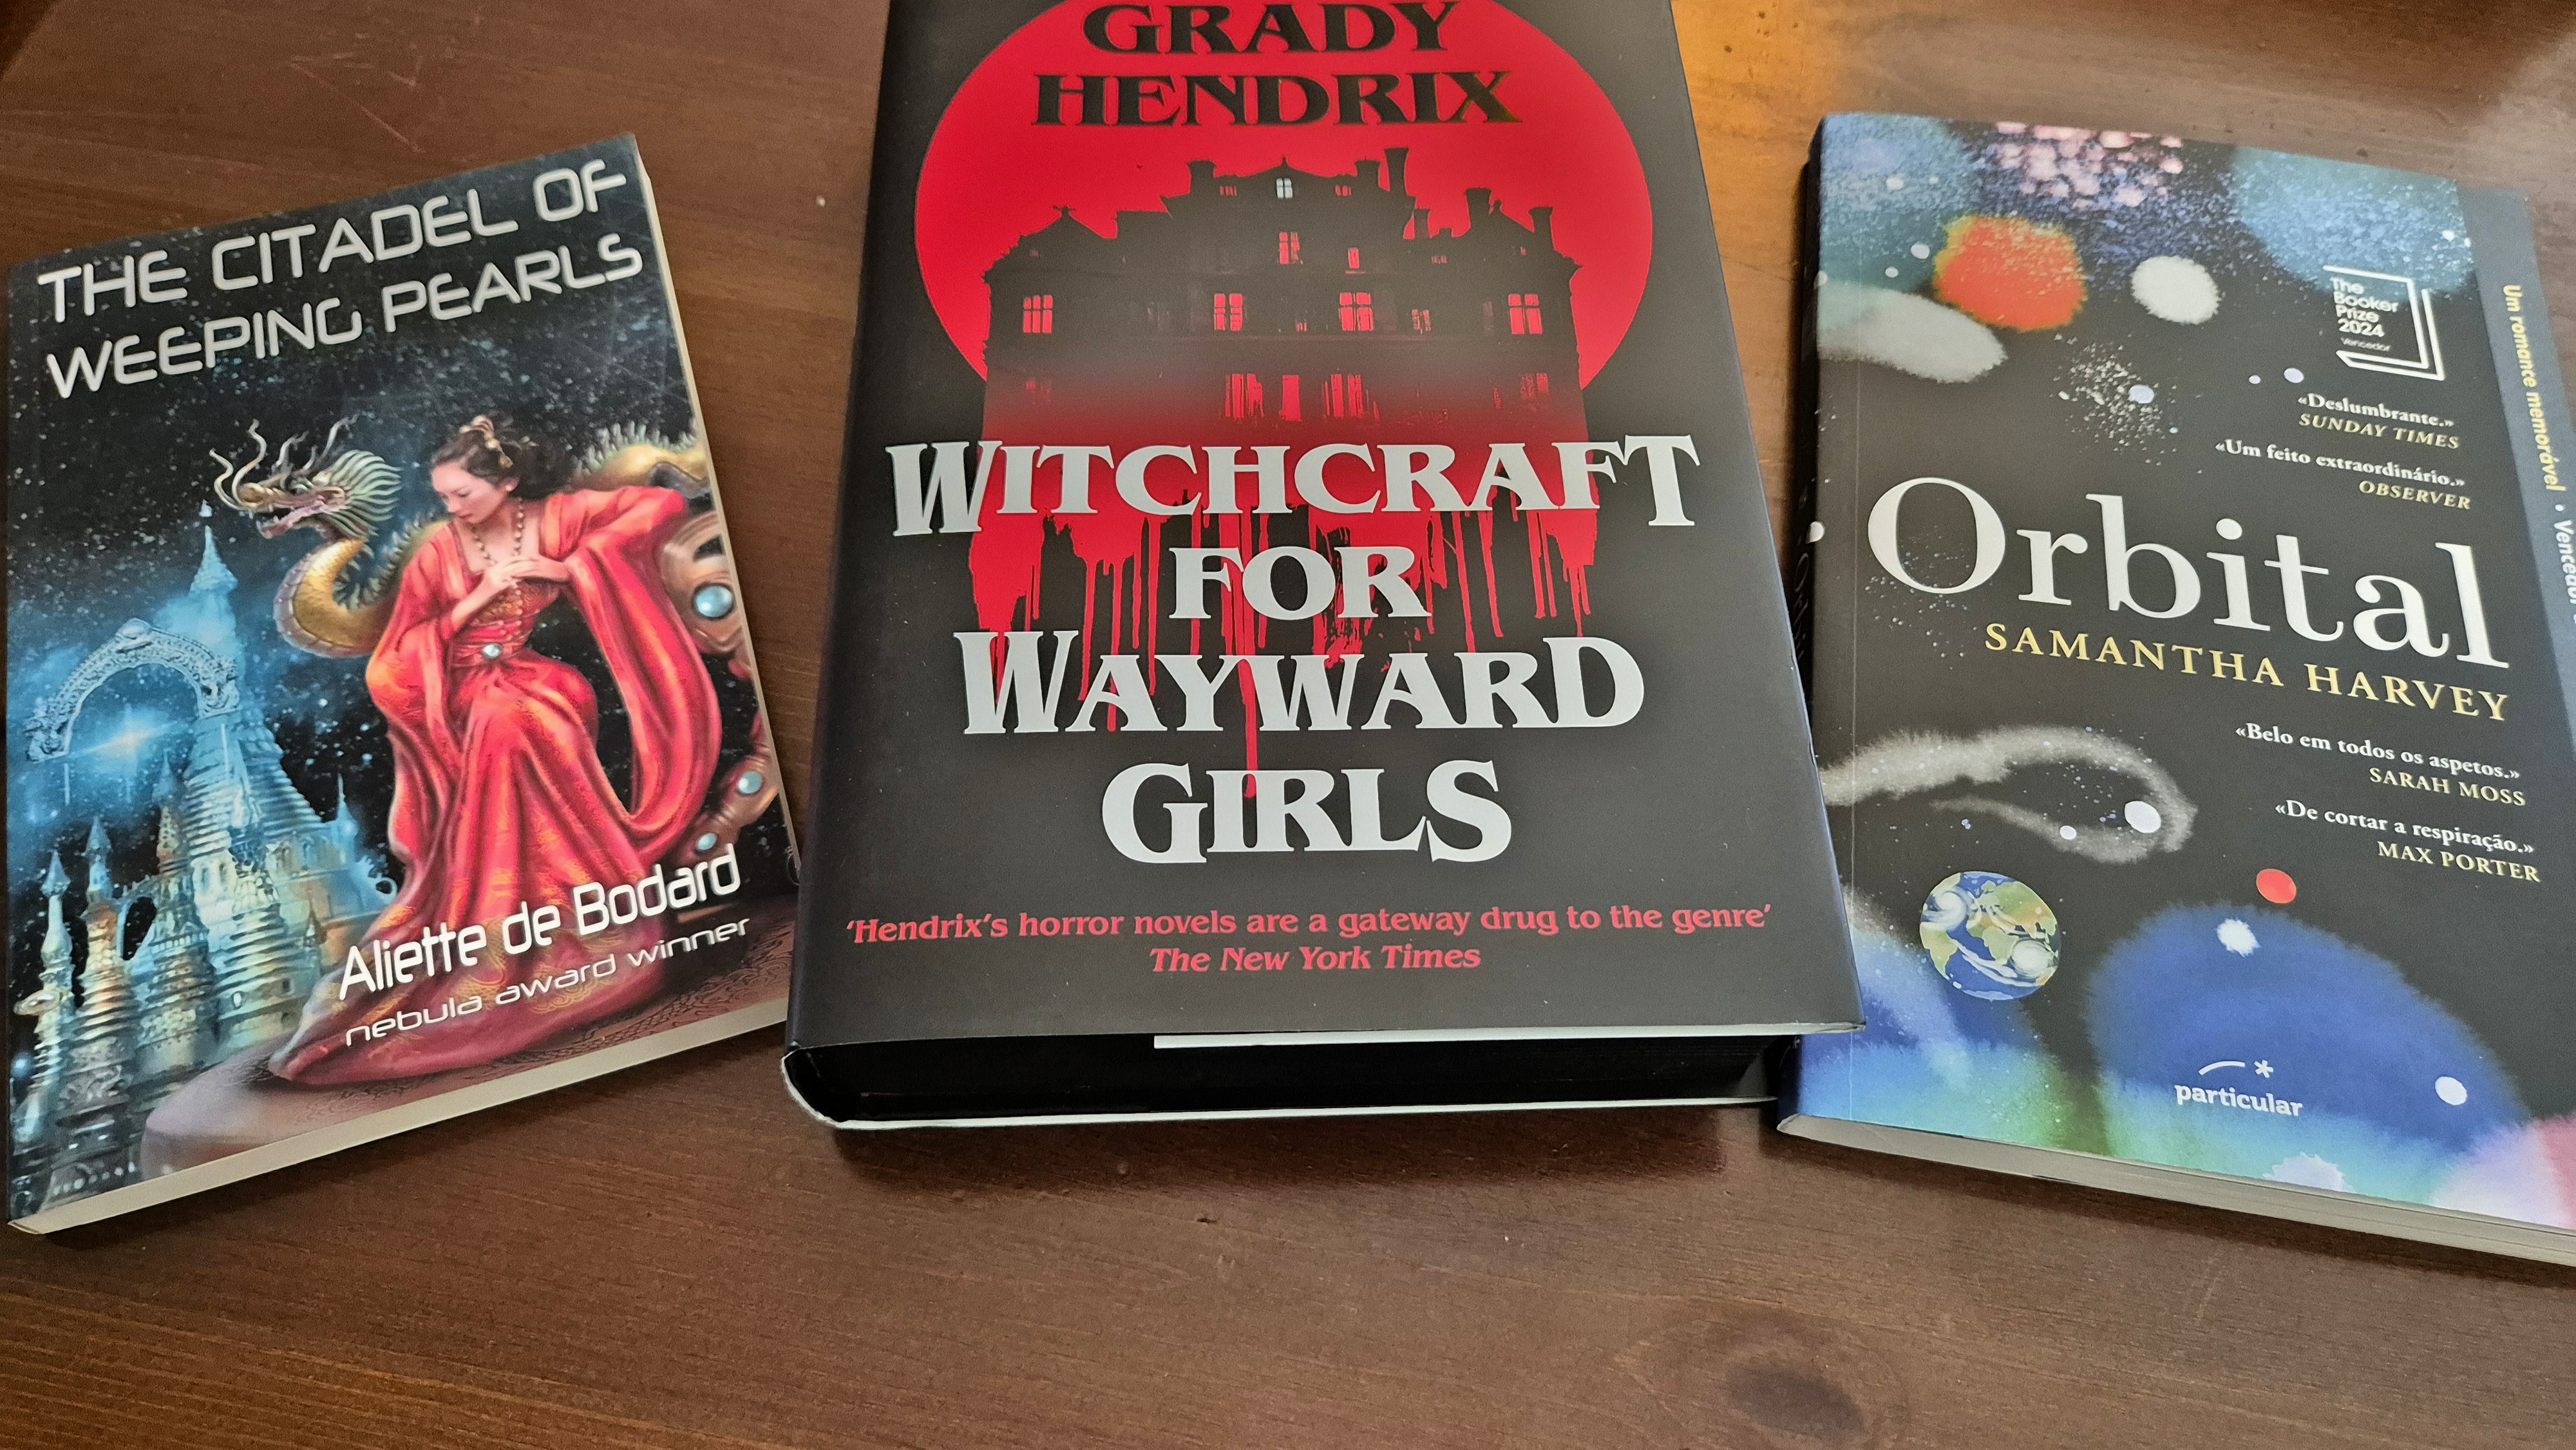 THE CITADEL OF
WEEPING PEARLS
Aliette de Bodard
nebula award winner
GRADY
HENDRIX
WITCHCRAFT
FOR
WAYWARD
GIRLS
‘Hendrix’s horror novels are a gateway drug to the genre’
The New York Times
The
Booker
Prize
2024
Vencedor
«Deslumbrante.»
SUNDAY TIMES
«Um feito extraordinário.»
OBSERVER
Orbital
SAMANTHA HARVEY
«Belo em todos os aspetos.»
SARAH MOSS
«De cortar a respiração.»
MAX PORTER
particular
Um romance memorável • Vencedor